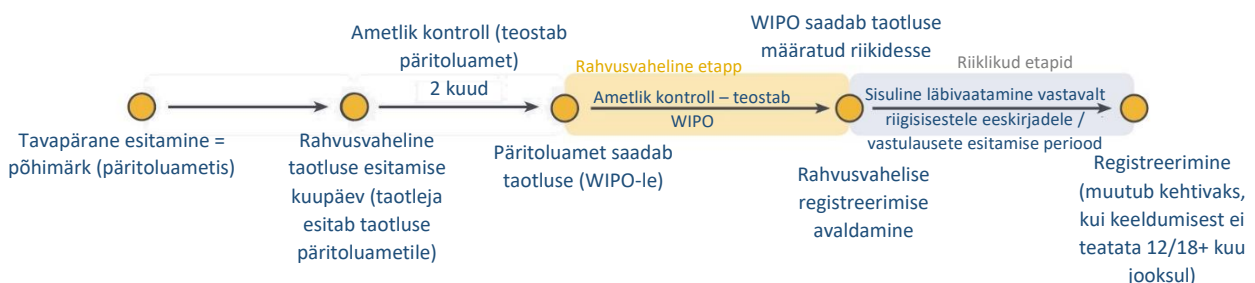 Tavapärane esitamine =
põhimärk (päritoluametis)
Rahvusvaheline
taotluse esitamise
kuupäev (taotleja
esitab taotluse
päritoluametile)
Ametlik kontroll (teostab
päritoluamet)
2 kuud
Päritoluamet saadab
taotluse (WIPO-le)
Rahvusvaheline etapp
Ametlik kontroll – teostab
WIPO
WIPO saadab taotluse
määratud riikidesse
Rahvusvahelise
registreerimise
avaldamine
Riiklikud etapid
Sisuline läbivaatamine vastavalt
riigisisestele eeskirjadele /
vastulausete esitamise periood
Registreerimine
(muutub kehtivaks,
kui keeldumisest ei
teatata 12/18+ kuu
jooksul)